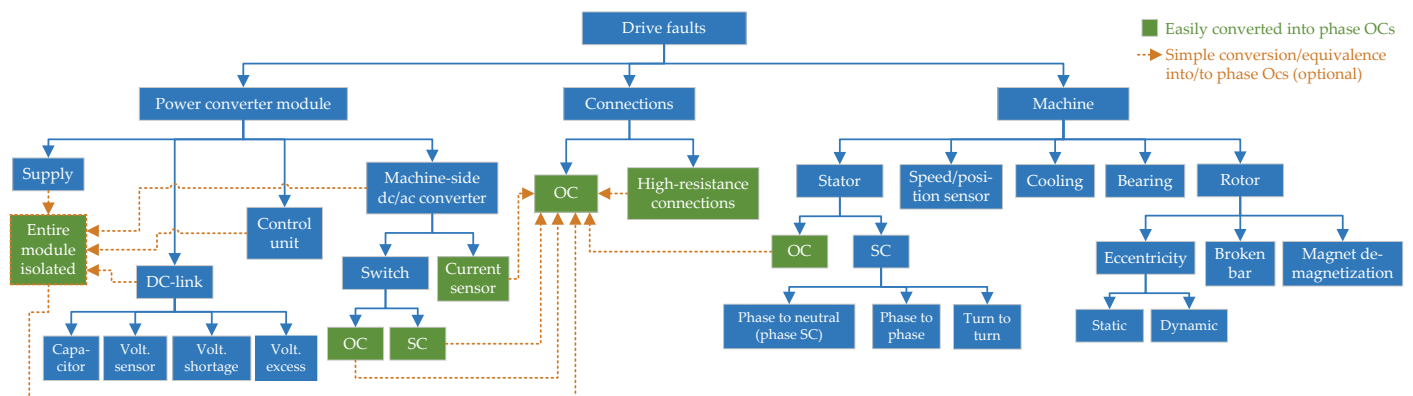 Drive faults
Easily converted into phase OCs
Simple conversion/equivalence
into/to phase Ocs (optional)
Power converter module
Connections
Machine
Supply
Machine-side
dc/ac converter
OC
High-resistance
connections
Stator
Speed/posi-
tion sensor
Cooling
Bearing
Rotor
Entire
module
isolated
Control
unit
DC-link
Switch
Current
sensor
OC
SC
Eccentricity
Broken
bar
Magnet de-
magnetization
Capa-
citor
Volt.
sensor
Volt.
shortage
Volt.
excess
OC
SC
Phase to neutral
(phase SC)
Phase to
phase
Turn to
turn
Static
Dynamic